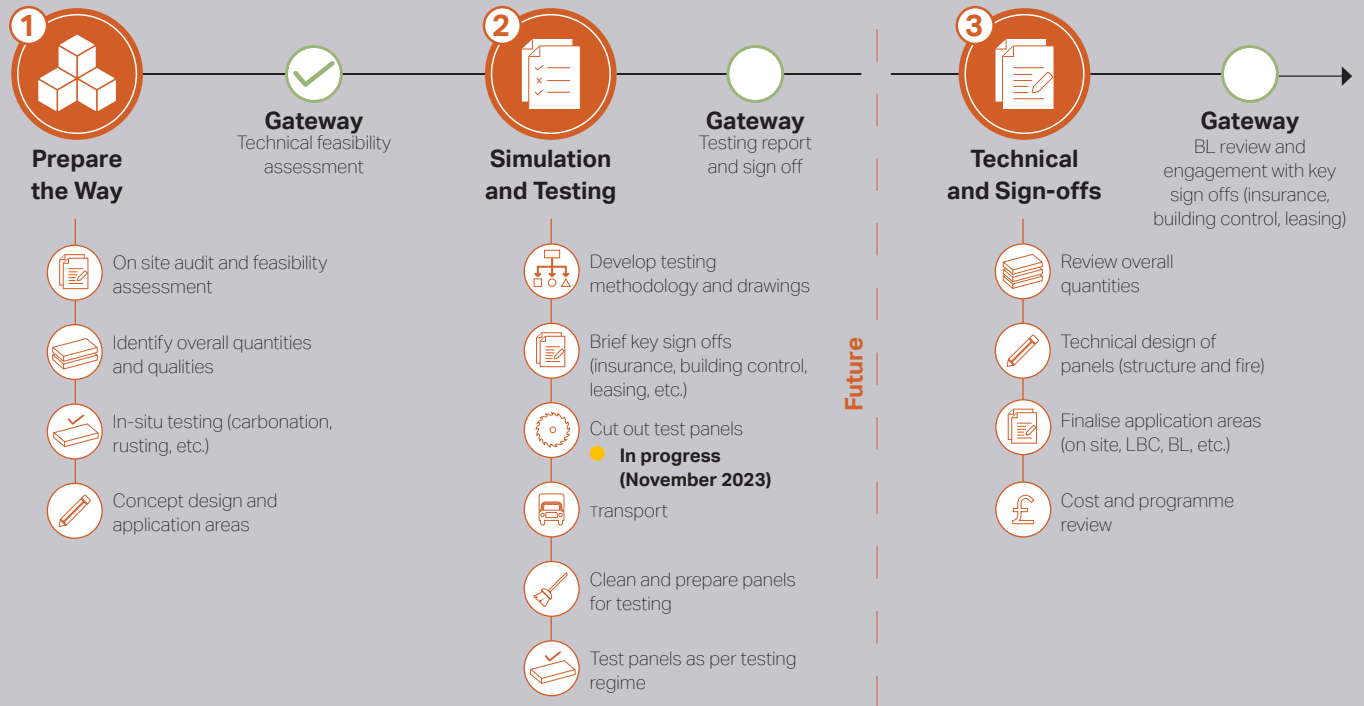 1
Prepare
the Way
On site audit and feasibility
assessment
Identify overall quantities
and qualities
In-situ testing (carbonation,
rusting, etc.)
Concept design and
application areas
Gateway
Technical feasibility
assessment
2
Simulation
and Testing
Develop testing
methodology and drawings
Brief key sign offs
(insurance, building control,
leasing, etc.)
Cut out test panels
In progress
(November 2023)
Transport
Clean and prepare panels
for testing
Test panels as per testing
regime
Gateway
Testing report
and sign off
Future
3
Technical
and Sign-offs
Review overall
quantities
Technical design of
panels (structure and fire)
Finalise application areas
(on site, LBC, BL, etc.)
£
Cost and programme
review
Gateway
BL review and
engagement with key
sign offs (insurance,
building control, leasing)